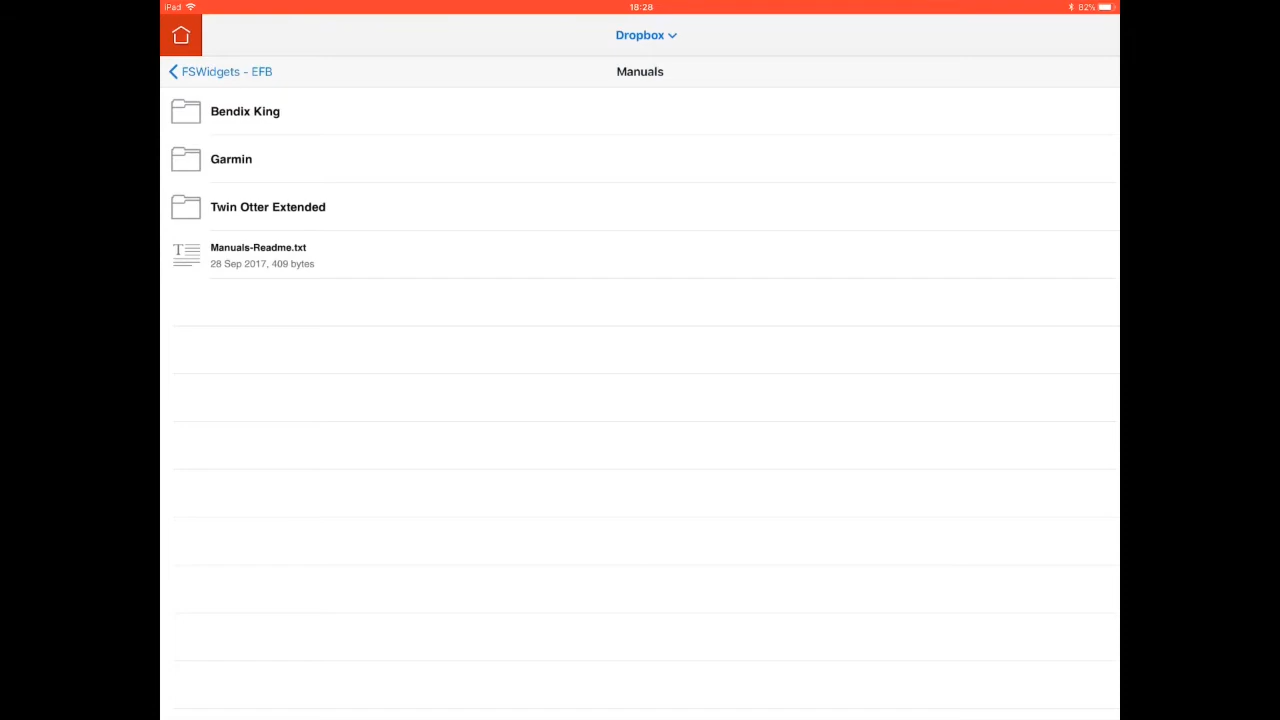 iPad 18:28 82%
Dropbox
FSWidgets - EFB Manuals
Bendix King
Garmin
Twin Otter Extended
Manuals-Readme.txt
28 Sep 2017, 409 bytes